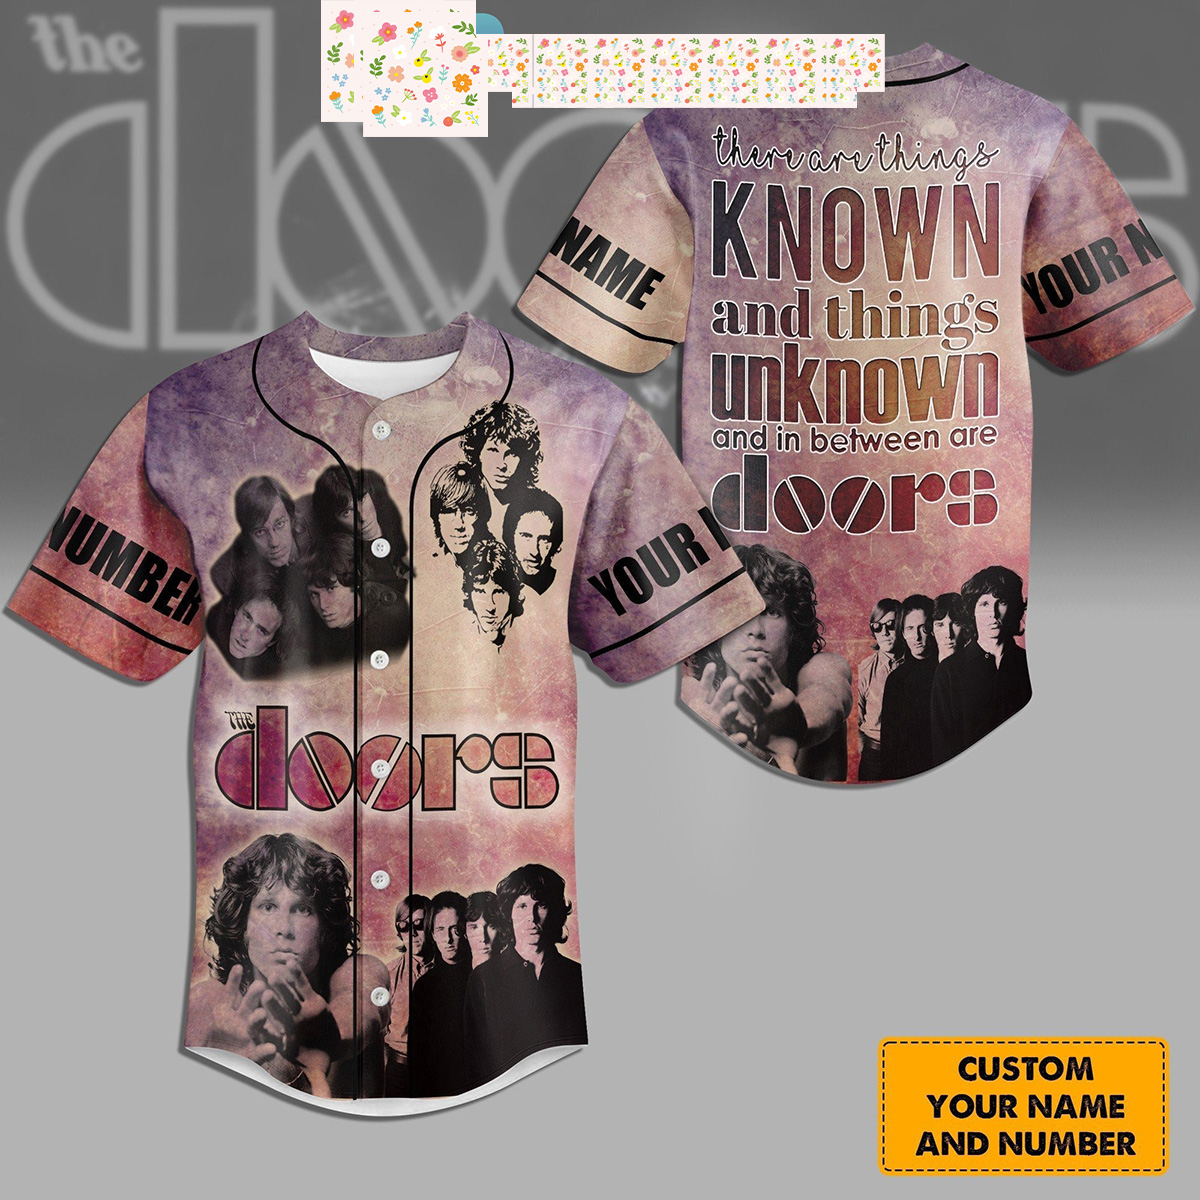 the
doors
there are things
KNOWN
and things
unknown
and in between are
doors
NAME
YOUR N
NUMBER
YOUR
THE
doors
CUSTOM
YOUR NAME
AND NUMBER